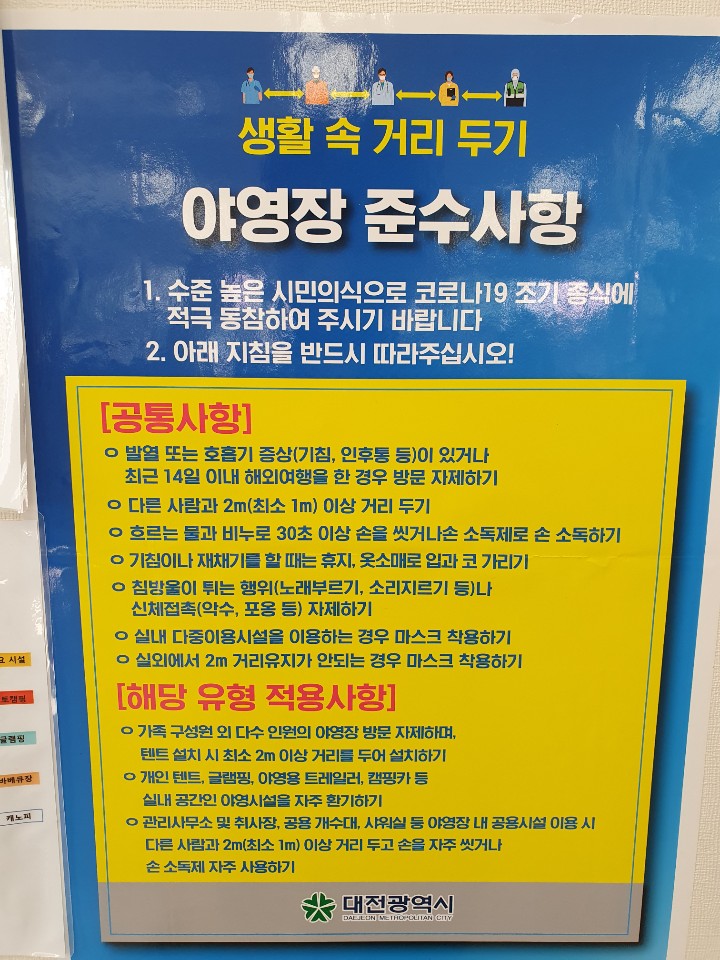 생활 속 거리 두기
야영장 준수사항
1. 수준 높은 시민의식으로 코로나19 조기 종식에
적극 동참하여 주시기 바랍니다
2. 아래 지침을 반드시 따라주십시오!
[공통사항]
ㅇ 발열 또는 호흡기 증상(기침, 인후통 등)이 있거나
최근 14일 이내 해외여행을 한 경우 방문 자제하기
ㅇ 다른 사람과 2m(최소 1m) 이상 거리 두기
ㅇ 흐르는 물과 비누로 30초 이상 손을 씻거나손 소독제로 손 소독하기
ㅇ 기침이나 재채기를 할 때는 휴지, 옷소매로 입과 코 가리기
ㅇ 침방울이 튀는 행위(노래부르기, 소리지르기 등)나
신체접촉(악수, 포옹 등) 자제하기
ㅇ 실내 다중이용시설을 이용하는 경우 마스크 착용하기
ㅇ 실외에서 2m 거리유지가 안되는 경우 마스크 착용하기
[해당 유형 적용사항]
ㅇ 가족 구성원 외 다수 인원의 야영장 방문 자제하며,
텐트 설치 시 최소 2m 이상 거리를 두어 설치하기
ㅇ 개인 텐트, 글램핑, 야영용 트레일러, 캠핑카 등
실내 공간인 야영시설을 자주 환기하기
ㅇ 관리사무소 및 취사장, 공용 개수대, 샤워실 등 야영장 내 공용시설 이용 시
다른 사람과 2m(최소 1m) 이상 거리 두고 손을 자주 씻거나
손 소독제 자주 사용하기
대전광역시
DAEJEON METROPOLITAN CITY
요 시설
토캠핑
글램핑
바베큐장
캐노피